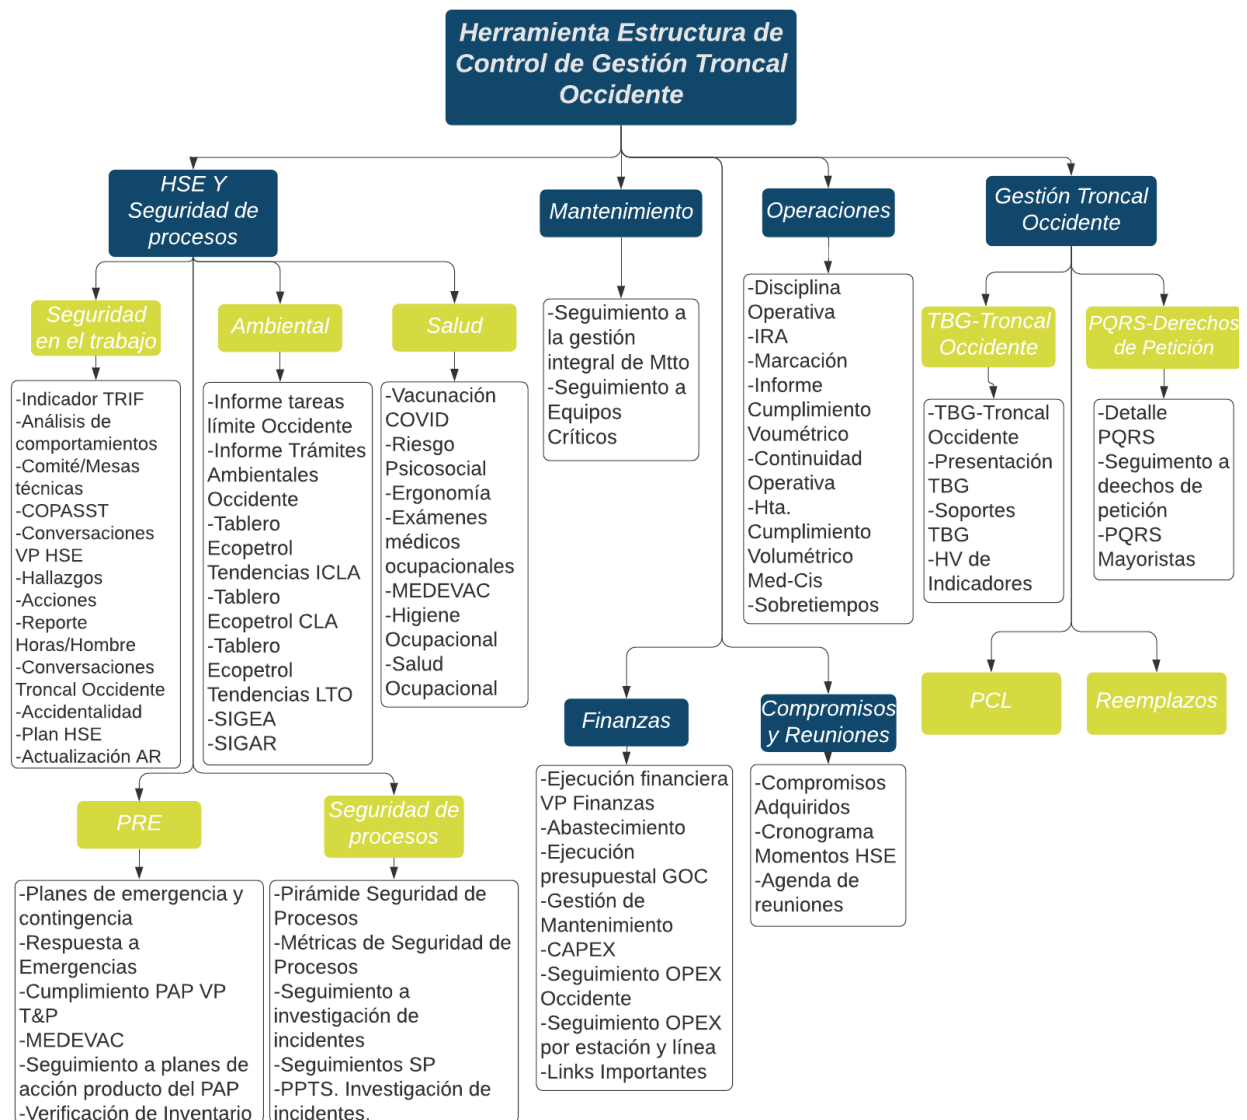 Herramienta Estructura de
Control de Gestión Troncal
Occidente
HSE Y
Seguridad de
procesos
Mantenimiento
Operaciones
Gestión Troncal
Occidente
Seguridad
en el trabajo
Ambiental
Salud
TBG-Troncal
Occidente
PQRS-Derechos
de Petición
-Indicador TRIF
-Análisis de
comportamientos
-Comité/Mesas
técnicas
-COPASST
-Conversaciones
VP HSE
-Hallazgos
-Acciones
-Reporte
Horas/Hombre
-Conversaciones
Troncal Occidente
-Accidentalidad
-Plan HSE
-Actualización AR
-Informe tareas
límite Occidente
-Informe Trámites
Ambientales
Occidente
-Tablero
Ecopetrol
Tendencias ICLA
-Tablero
Ecopetrol CLA
-Tablero
Ecopetrol
Tendencias LTO
-SIGEA
-SIGAR
-Vacunación
COVID
-Riesgo
Psicosocial
-Ergonomía
-Exámenes
médicos
ocupacionales
-MEDEVAC
-Higiene
Ocupacional
-Salud
Ocupacional
-Seguimiento a
la gestión
integral de Mtto
-Seguimiento a
Equipos
Críticos
-Disciplina
Operativa
-IRA
-Marcación
-Informe
Cumplimiento
Voumétrico
-Continuidad
Operativa
-Hta.
Cumplimiento
Volumétrico
Med-Cis
-Sobretiempos
-TBG-Troncal
Occidente
-Presentación
TBG
-Soportes
TBG
-HV de
Indicadores
-Detalle
PQRS
-Seguimento a
deechos de
petición
-PQRS
Mayoristas
Finanzas
Compromisos
y Reuniones
PCL
Reemplazos
PRE
Seguridad de
procesos
-Planes de emergencia y
contingencia
-Respuesta a
Emergencias
-Cumplimiento PAP VP
T&P
-MEDEVAC
-Seguimiento a planes de
acción producto del PAP
-Verificación de Inventario
-Pirámide Seguridad de
Procesos
-Métricas de Seguridad de
Procesos
-Seguimiento a
investigación de
incidentes
-Seguimientos SP
-PPTS. Investigación de
incidentes.
-Ejecución financiera
VP Finanzas
-Abastecimiento
-Ejecución
presupuestal GOC
-Gestión de
Mantenimiento
-CAPEX
-Seguimiento OPEX
Occidente
-Seguimiento OPEX
por estación y línea
-Links Importantes
-Compromisos
Adquiridos
-Cronograma
Momentos HSE
-Agenda de
reuniones